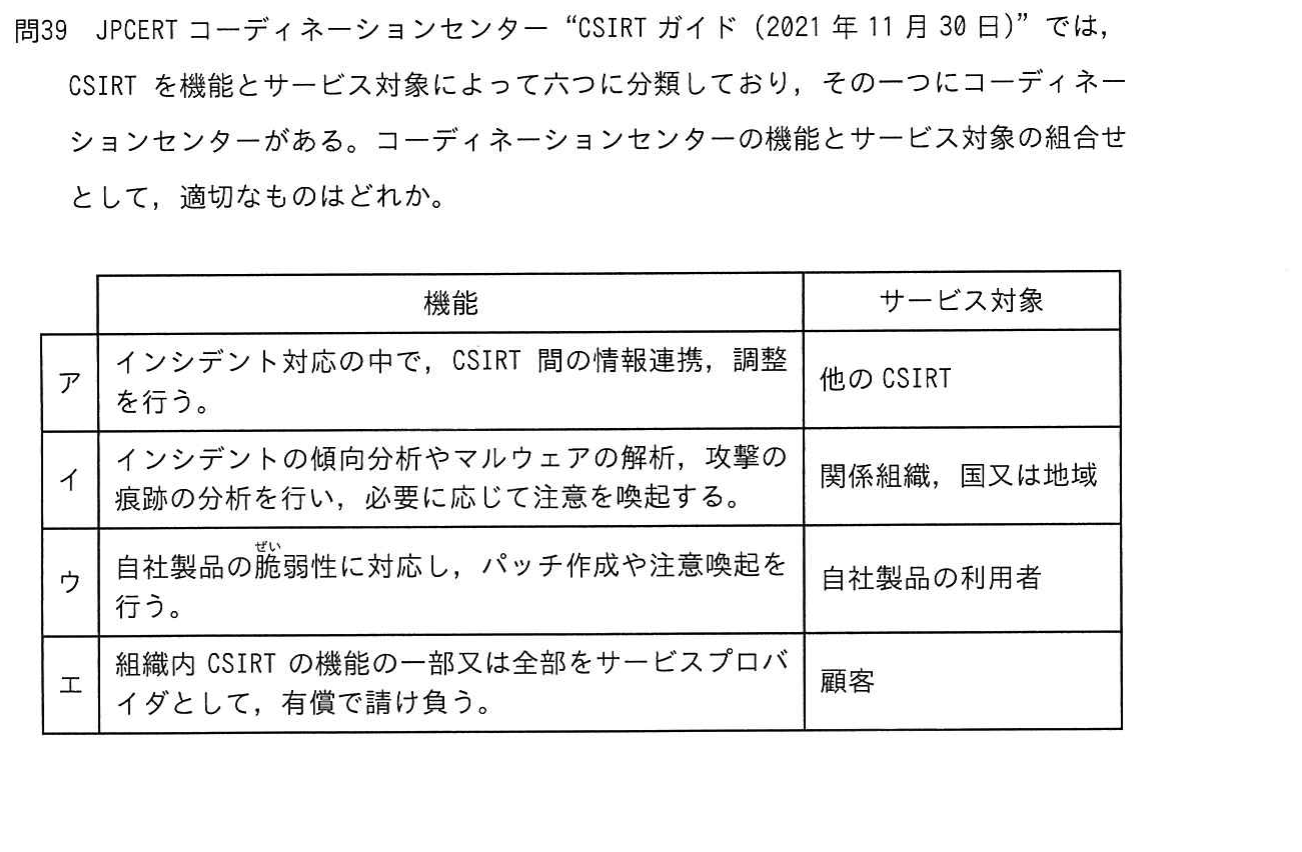 問39 JPCERT コーディネーションセンター“CSIRT ガイド（2021 年 11 月 30 日）”では，
CSIRT を機能とサービス対象によって六つに分類しており，その一つにコーディネー
ションセンターがある。コーディネーションセンターの機能とサービス対象の組合せ
として，適切なものはどれか。
機能 サービス対象
ア インシデント対応の中で，CSIRT 間の情報連携，調整
を行う。
他の CSIRT
イ インシデントの傾向分析やマルウェアの解析，攻撃の
痕跡の分析を行い，必要に応じて注意を喚起する。
関係組織，国又は地域
ぜい
ウ 自社製品の脆弱性に対応し，パッチ作成や注意喚起を
行う。
自社製品の利用者
エ 組織内 CSIRT の機能の一部又は全部をサービスプロバ
イダとして，有償で請け負う。
顧客